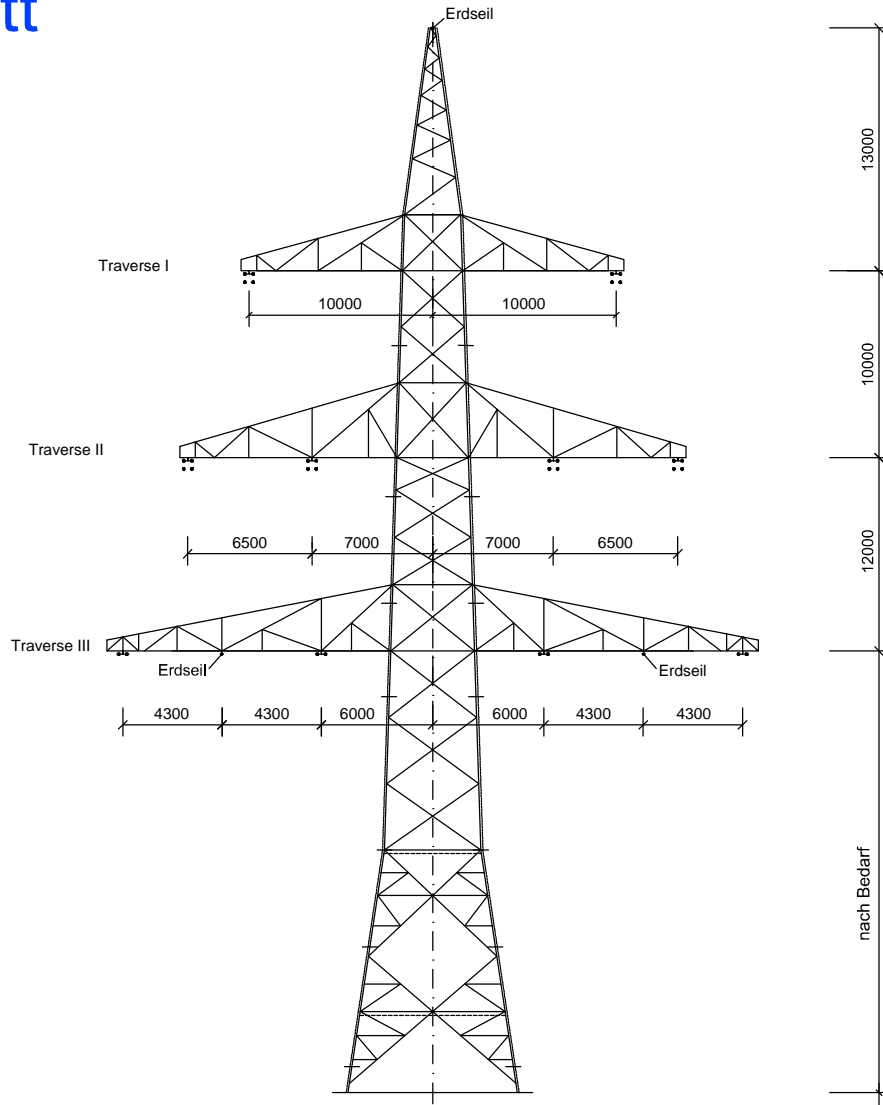 tt
Erdseil
13000
Traverse I
10000 10000
10000
Traverse II
6500 7000 7000 6500
12000
Traverse III
Erdseil Erdseil
4300 4300 6000 6000 4300 4300
nach Bedarf